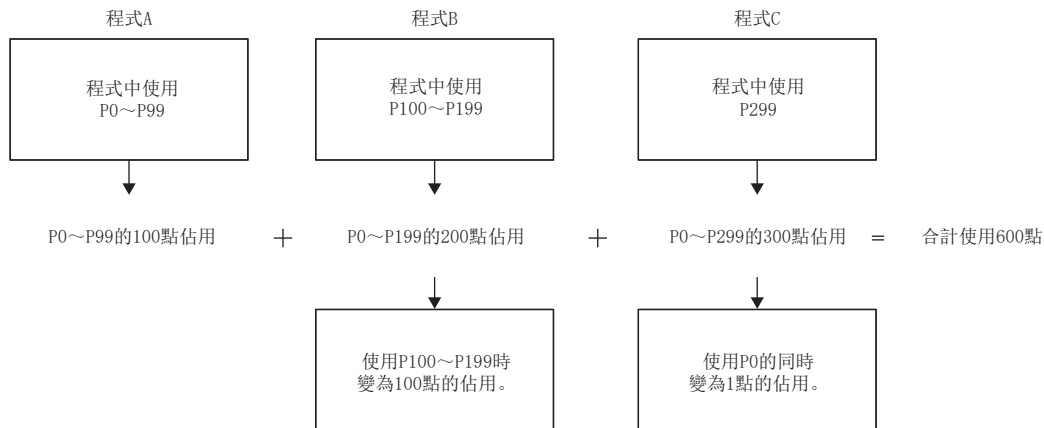 程式A
程式B
程式C
程式中使用
P0～P99
程式中使用
P100～P199
程式中使用
P299
P0～P99的100點佔用
+
P0～P199的200點佔用
+
P0～P299的300點佔用
=
合計使用600點
使用P100～P199時
變為100點的佔用。
使用P0的同時
變為1點的佔用。